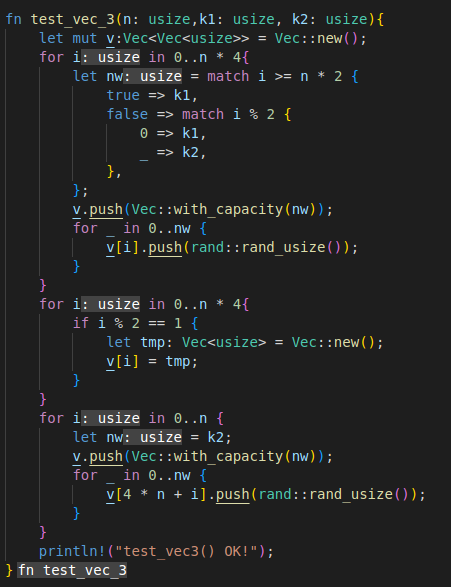 fn test_vec_3(n: usize,k1: usize, k2: usize){
    let mut v:Vec<Vec<usize>> = Vec::new();
    for i: usize in 0..n * 4{
        let nw: usize = match i >= n * 2 {
            true => k1,
            false => match i % 2 {
                0 => k1,
                _ => k2,
            },
        };
        v.push(Vec::with_capacity(nw));
        for _ in 0..nw {
            v[i].push(rand::rand_usize());
        }
    }
    for i: usize in 0..n * 4{
        if i % 2 == 1 {
            let tmp: Vec<usize> = Vec::new();
            v[i] = tmp;
        }
    }
    for i: usize in 0..n {
        let nw: usize = k2;
        v.push(Vec::with_capacity(nw));
        for _ in 0..nw {
            v[4 * n + i].push(rand::rand_usize());
        }
    }
    println!("test_vec3() OK!");
} fn test_vec_3